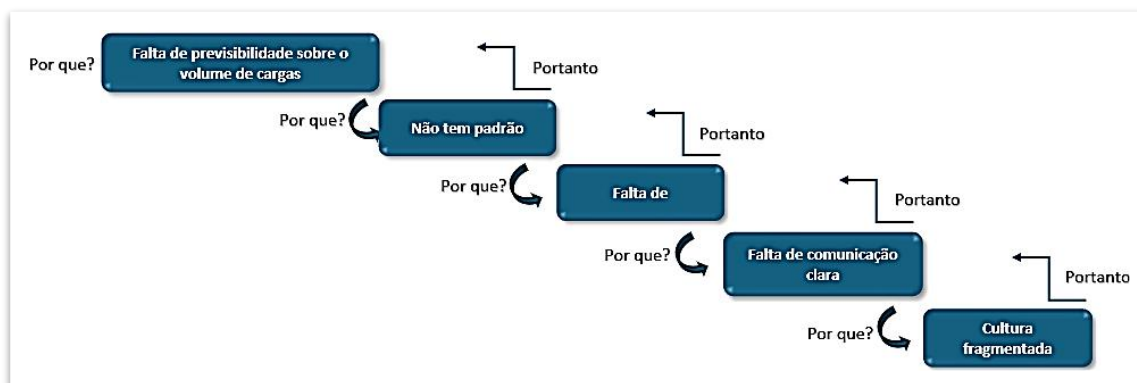 Por que?
Falta de previsibilidade sobre o
volume de cargas
Portanto
Por que?
Não tem padrão
Portanto
Por que?
Falta de
Portanto
Por que?
Falta de comunicação
clara
Portanto
Por que?
Cultura
fragmentada